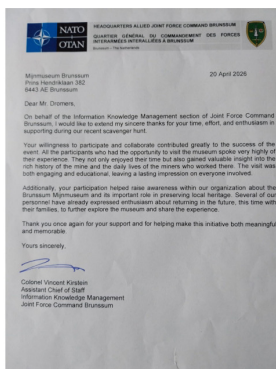 NATO
OTAN
HEADQUARTERS ALLIED JOINT FORCE COMMAND BRUNSSUM
QUARTIER GÉNÉRAL DU COMMANDEMENT DES FORCES
INTERARMÉES INTERALLIÉES À BRUNSSUM
Brunssum – The Netherlands
Mijnmuseum Brunssum
20 April 2026
Prins Hendriklaan 382
6443 AE Brunssum
Dear Mr. Dromers,
On behalf of the Information Knowledge Management section of Joint Force Command
Brunssum, I would like to extend my sincere thanks for your time, effort, and enthusiasm in
supporting during our recent scavenger hunt.
Your willingness to participate and collaborate contributed greatly to the success of the
event. All the participants who had the opportunity to visit the museum spoke very highly of
their experience. They not only enjoyed their time but also gained valuable insight into the
rich history of the mine and the daily lives of the miners who worked there. The visit was
both engaging and educational, leaving a lasting impression on everyone involved.
Additionally, your participation helped raise awareness within our organization about the
Brunssum Mijnmuseum and its important role in preserving local heritage. Several of our
personnel have already expressed enthusiasm about returning in the future, this time with
their families, to further explore the museum and share the experience.
Thank you once again for your support and for helping make this initiative both meaningful
and memorable.
Yours sincerely,
Colonel Vincent Kirstein
Assistant Chief of Staff
Information Knowledge Management
Joint Force Command Brunssum